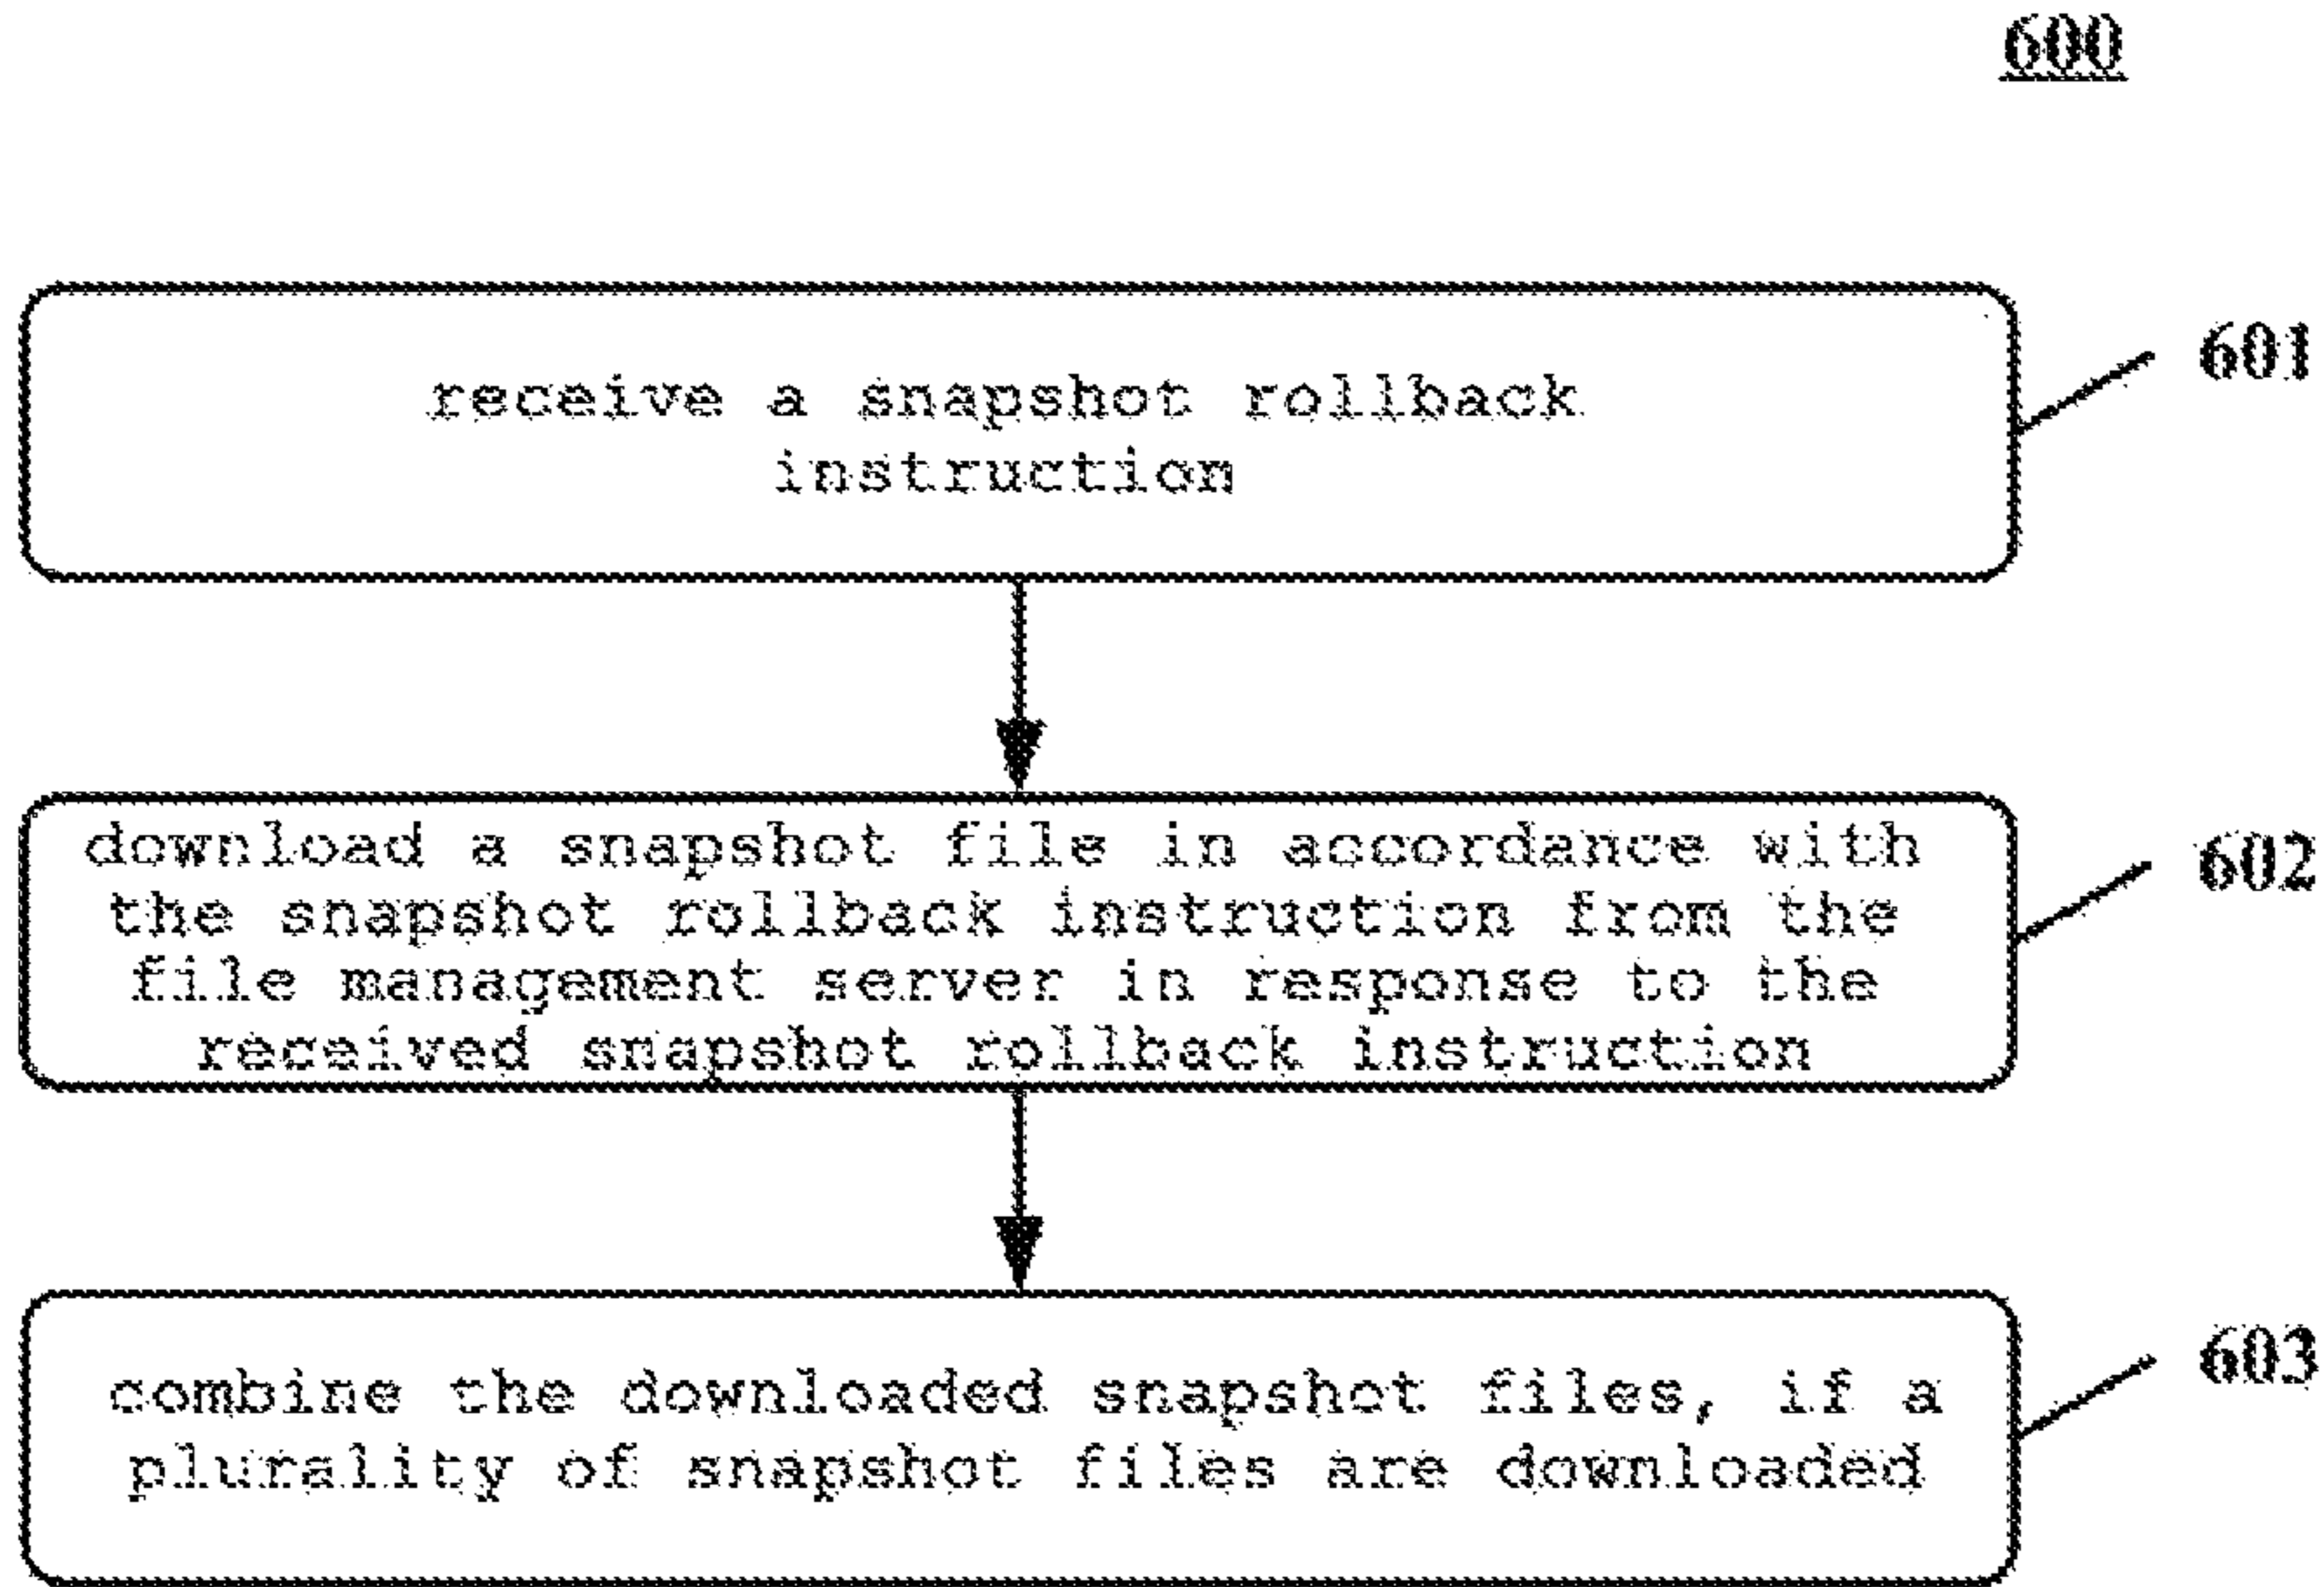 600
receive a snapshot rollback
instruction
601
download a snapshot file in accordance with
the snapshot rollback instruction from the
file management server in response to the
received snapshot rollback instruction
602
combine the downloaded snapshot files, if a
plurality of snapshot files are downloaded
603